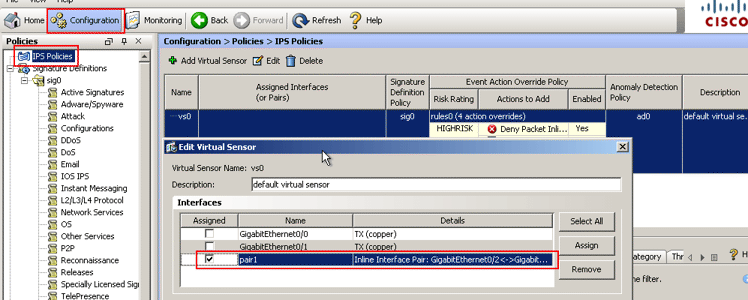 Home Configuration Monitoring Back Forward Refresh Help
CISCO
Policies
IPS Policies
Signature Definitions
sig0
Active Signatures
Adware/Spyware
Attack
Configurations
DDoS
DoS
Email
IOS IPS
Instant Messaging
L2/L3/L4 Protocol
Network Services
OS
Other Services
P2P
Reconnaissance
Releases
Specially Licensed Sign
TelePresence
Configuration > Policies > IPS Policies
Add Virtual Sensor Edit Delete
Name
Assigned Interfaces
(or Pairs)
Signature
Definition
Policy
Event Action Override Policy
Risk Rating Actions to Add Enabled
Anomaly Detection
Policy
Description
vs0 sig0 rules0 (4 action overrides) ad0 default virtual se...
HIGHRISK Deny Packet Inli... Yes
Edit Virtual Sensor
Virtual Sensor Name: vs0
Description: default virtual sensor
Interfaces
Assigned Name Details
GigabitEthernet0/0 TX (copper)
GigabitEthernet0/1 TX (copper)
pair1 Inline Interface Pair: GigabitEthernet0/2<->Gigabit...
Select All
Assign
Remove
ategory Thr
he filter.